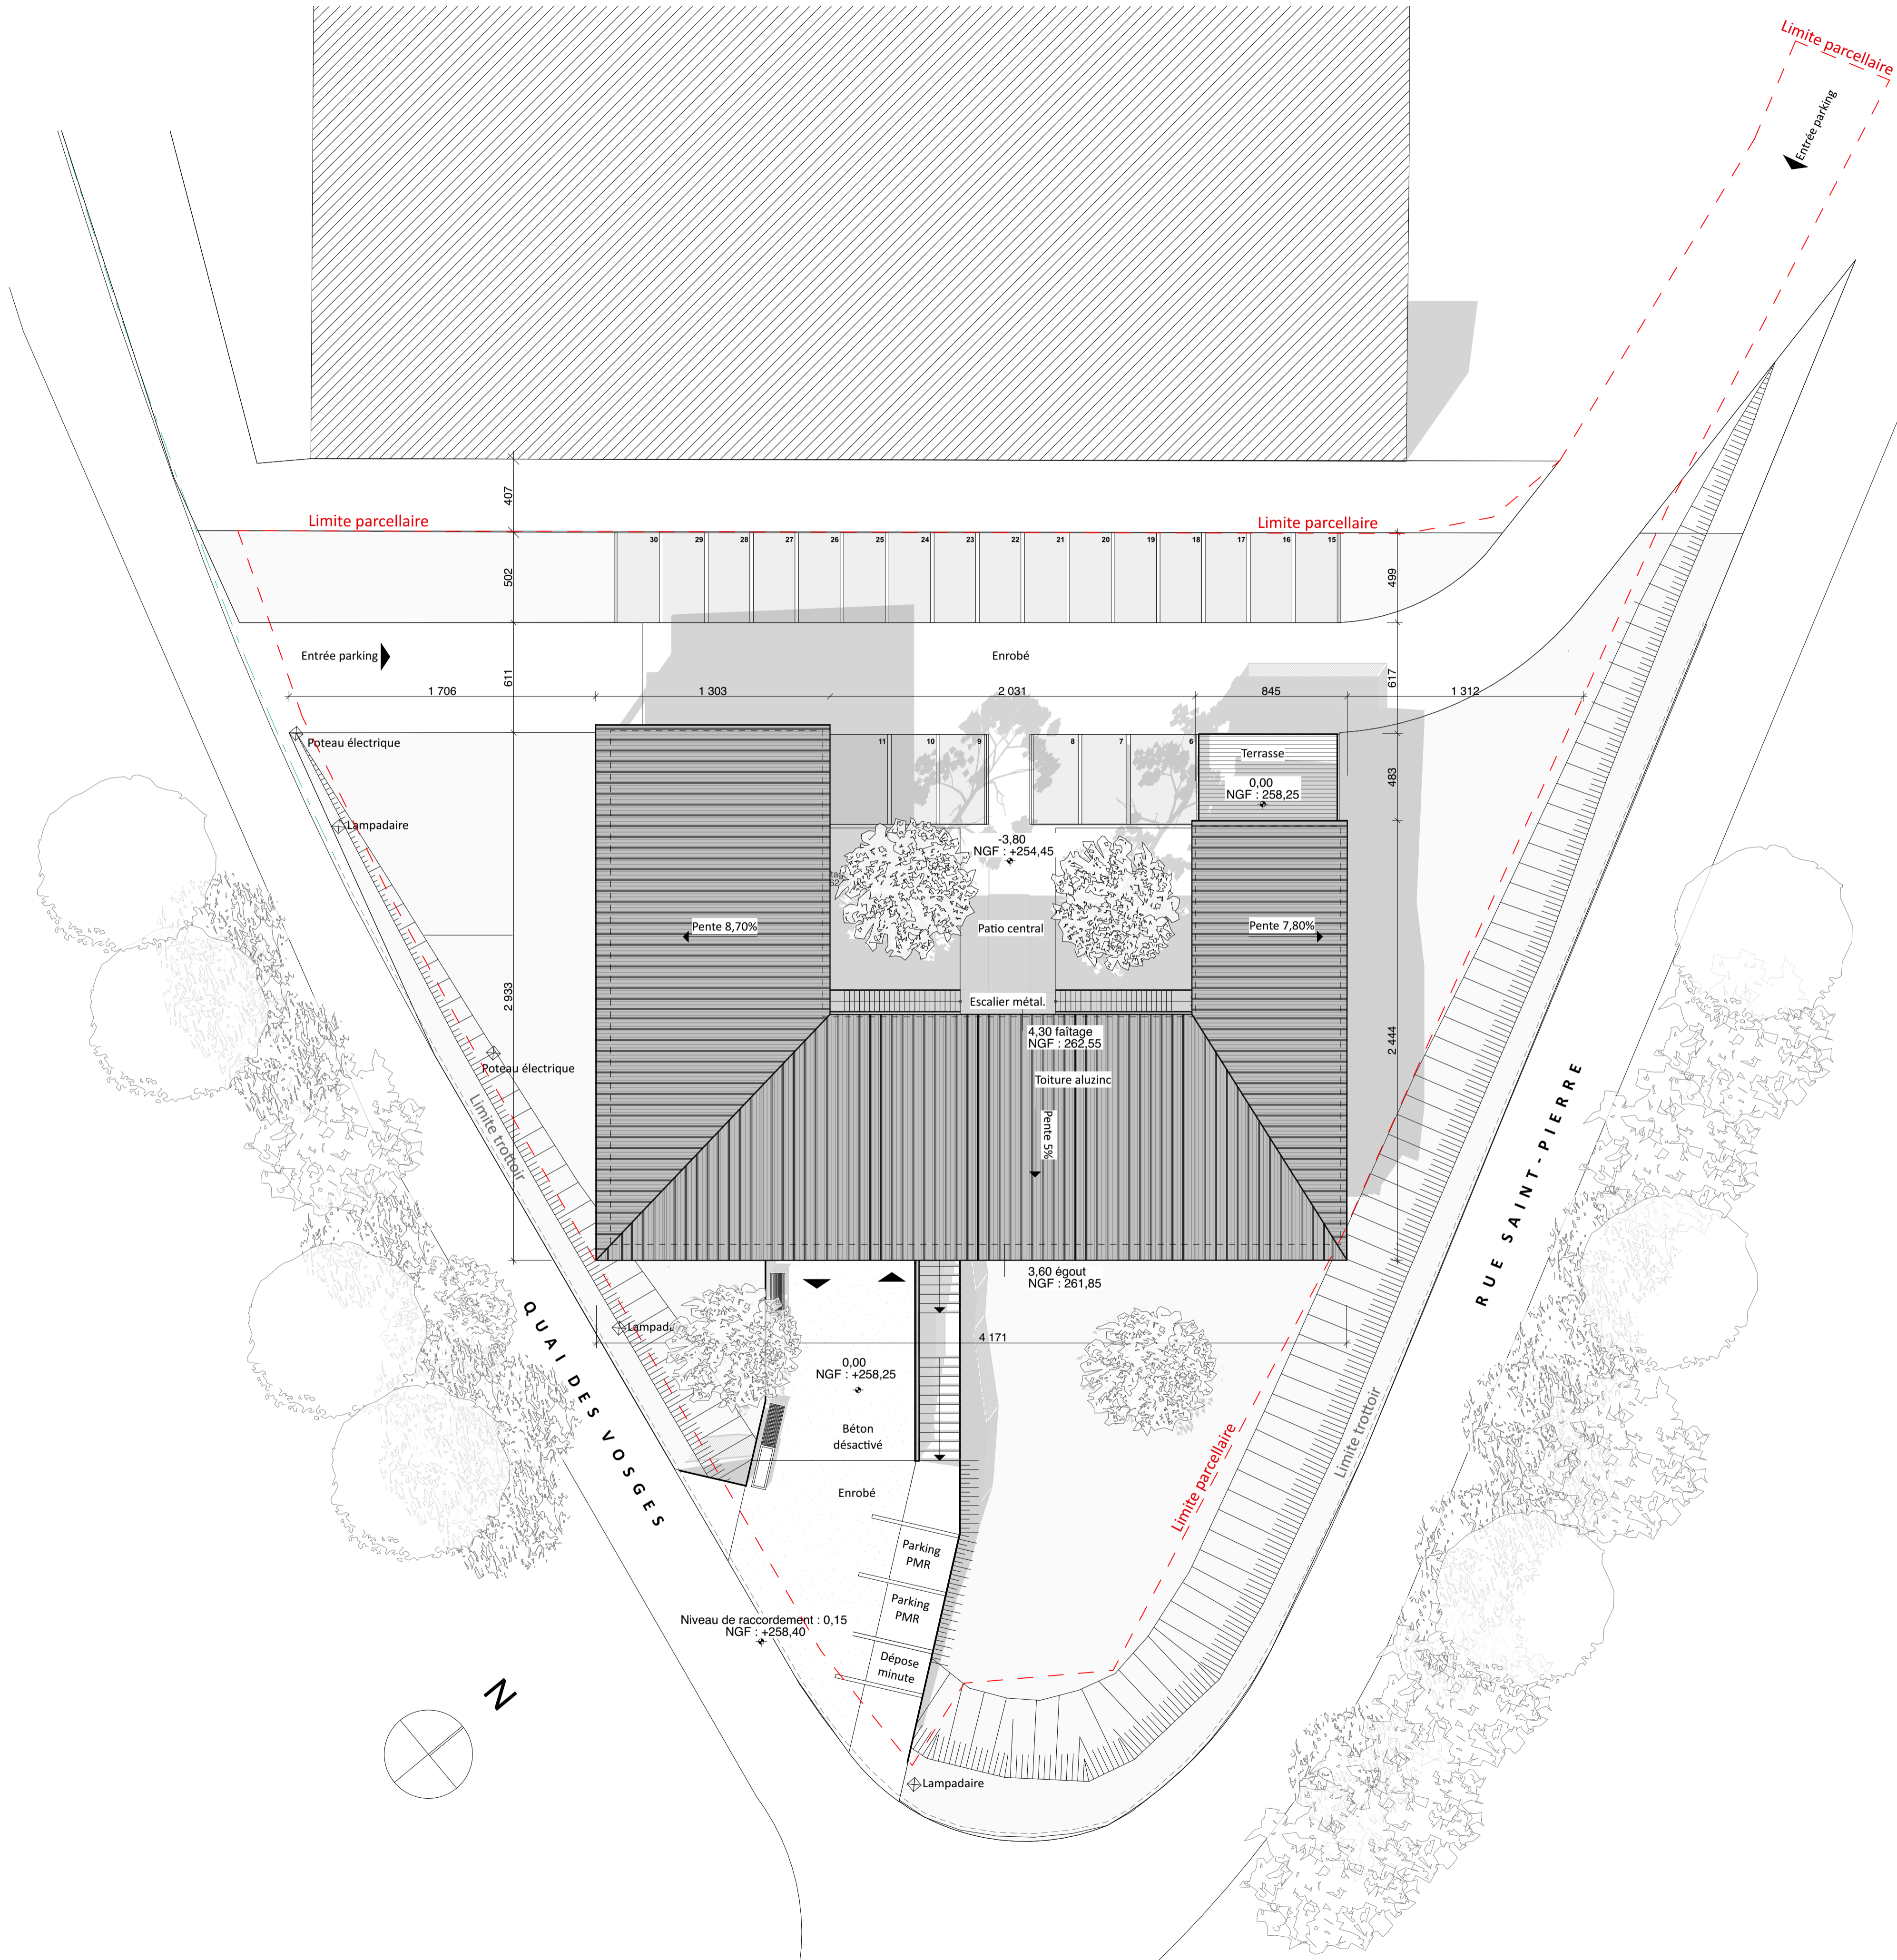 Limite parcellaire
Entrée parking
407
Limite parcellaire
Limite parcellaire
30
29
28
27
26
25
24
23
22
21
20
19
18
17
16
15
502
499
Entrée parking
Enrobé
611
617
1 706
1 303
2 031
845
1 312
Poteau électrique
11
10
9
8
7
6
Terrasse
0,00
NGF : 258,25
483
Lampadaire
-3,80
NGF : +254,45
Pente 8,70%
Patio central
Pente 7,80%
2 933
Escalier métal.
4,30 faîtage
NGF : 262,55
2 444
Poteau électrique
Toiture aluzinc
Pente 5%
Limite trottoir
RUE SAINT-PIERRE
3,60 égout
NGF : 261,85
QUAI DES VOSGES
Lampad
4 171
0,00
NGF : +258,25
Béton
désactivé
Limite trottoir
Limite parcellaire
Enrobé
Parking
PMR
Parking
PMR
Niveau de raccordement : 0,15
NGF : +258,40
Dépose
minute
N
Lampadaire